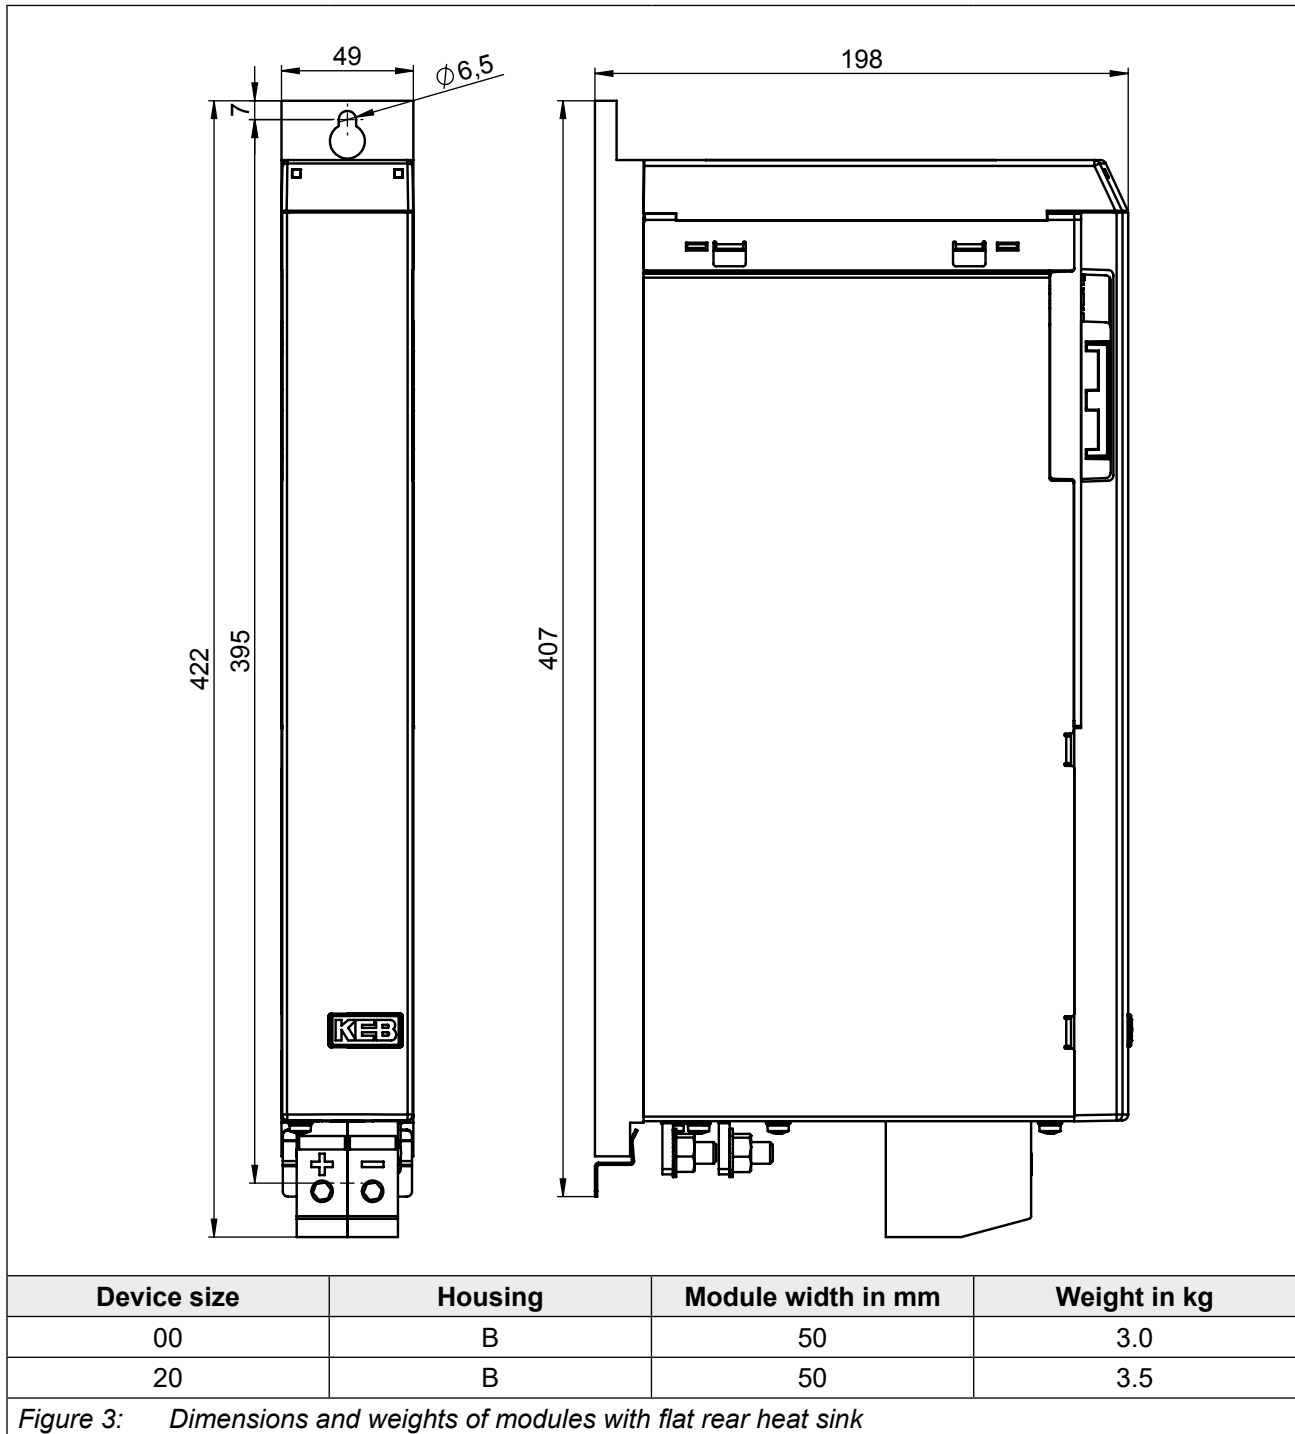 49
∅6,5
198
7
422
395
407
KEB
+ −
Device size Housing Module width in mm Weight in kg
00 B 50 3.0
20 B 50 3.5
Figure 3: Dimensions and weights of modules with flat rear heat sink